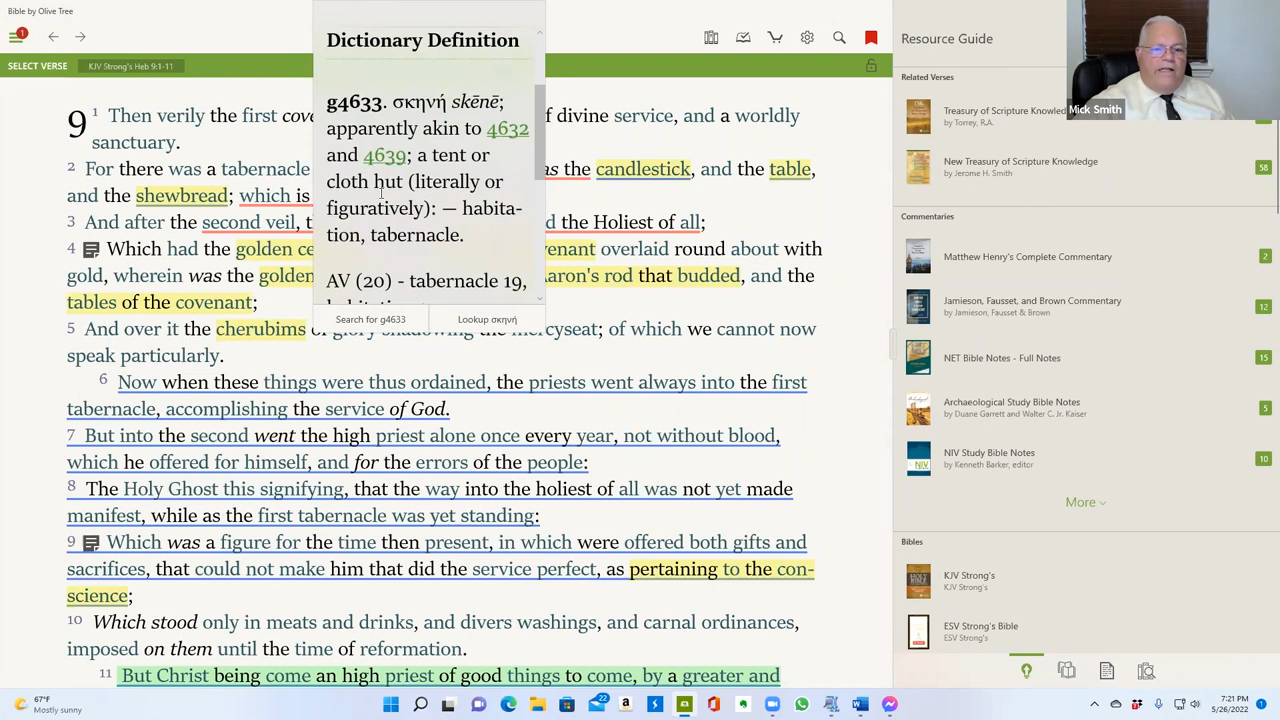 Bible by Olive Tree
1
SELECT VERSE KJV Strong's Heb 9:1-11
Dictionary Definition
g4633. σκηνή skēnē;
apparently akin to 4632
and 4639; a tent or
cloth hut (literally or
figuratively): — habita-
tion, tabernacle.
AV (20) - tabernacle 19,
Search for g4633 Lookup σκηνή
9 1 Then verily the first of divine service, and a worldly
sanctuary.
2 For there was a tabernacle the candlestick, and the table,
and the shewbread; which is
3 And after the second veil, the Holiest of all;
4 Which had the golden overlaid round about with
gold, wherein was the golden rod that budded, and the
tables of the covenant;
5 And over it the cherubims of glory shadowing the mercyseat; of which we cannot now
speak particularly.
6 Now when these things were thus ordained, the priests went always into the first
tabernacle, accomplishing the service of God.
7 But into the second went the high priest alone once every year, not without blood,
which he offered for himself, and for the errors of the people:
8 The Holy Ghost this signifying, that the way into the holiest of all was not yet made
manifest, while as the first tabernacle was yet standing:
9 Which was a figure for the time then present, in which were offered both gifts and
sacrifices, that could not make him that did the service perfect, as pertaining to the con-
science;
10 Which stood only in meats and drinks, and divers washings, and carnal ordinances,
imposed on them until the time of reformation.
11 But Christ being come an high priest of good things to come, by a greater and
Resource Guide
Mick Smith
Related Verses
Treasury of Scripture
by Torrey, R.A.
New Treasury of Scripture Knowledge
by Jerome H. Smith
58
Commentaries
Matthew Henry's Complete Commentary
2
Jamieson, Fausset, and Brown Commentary
by Jamieson, Fausset & Brown
12
NET Bible Notes - Full Notes
15
Archaeological Study Bible Notes
by Duane Garrett and Walter C. Jr. Kaiser
5
NIV Study Bible Notes
by Kenneth Barker, editor
10
More
Bibles
KJV Strong's
KJV Strong's
ESV Strong's Bible
ESV Strong's
67°F
Mostly sunny
22
7:21 PM
5/26/2022